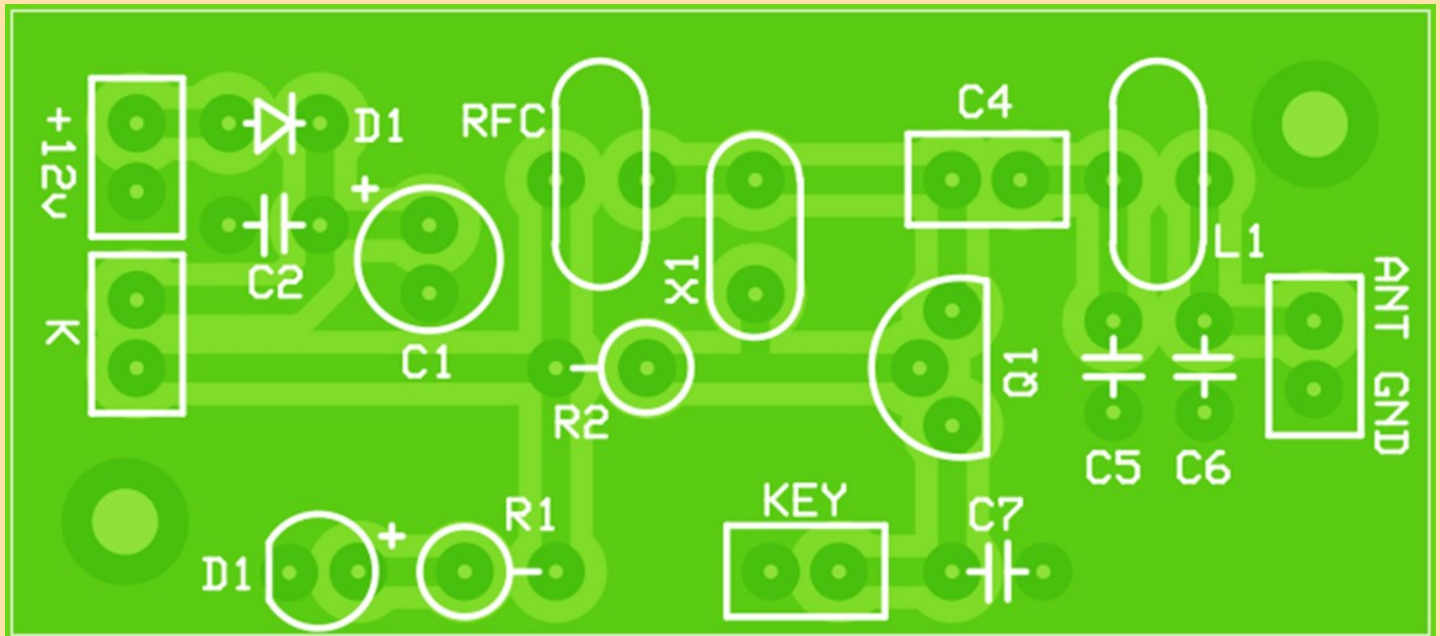 +12v
D1
RFC
C4
+
C2
X1
L1
K
C1
ANT GND
Q1
R2
C5
C6
KEY
R1
C7
+
D1